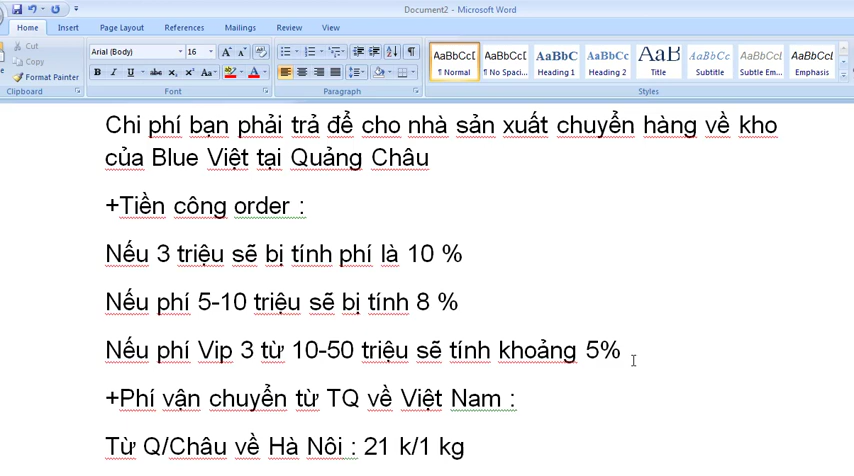 Document2 - Microsoft Word
Home Insert Page Layout References Mailings Review View
Cut
Copy
Format Painter
Arial (Body) 16
AaBbCcD AaBbCcD AaBbC AaBbCc AaB AaBbCc AaBbCcD AaBbCcD
¶ Normal ¶ No Spaci... Heading 1 Heading 2 Title Subtitle Subtle Em... Emphasis
Clipboard Font Paragraph Styles
Chi phí bạn phải trả để cho nhà sản xuất chuyển hàng về kho
của Blue Việt tại Quảng Châu
+Tiền công order :
Nếu 3 triệu sẽ bị tính phí là 10 %
Nếu phí 5-10 triệu sẽ bị tính 8 %
Nếu phí Vip 3 từ 10-50 triệu sẽ tính khoảng 5%
+Phí vận chuyển từ TQ về Việt Nam :
Từ Q/Châu về Hà Nôi : 21 k/1 kg